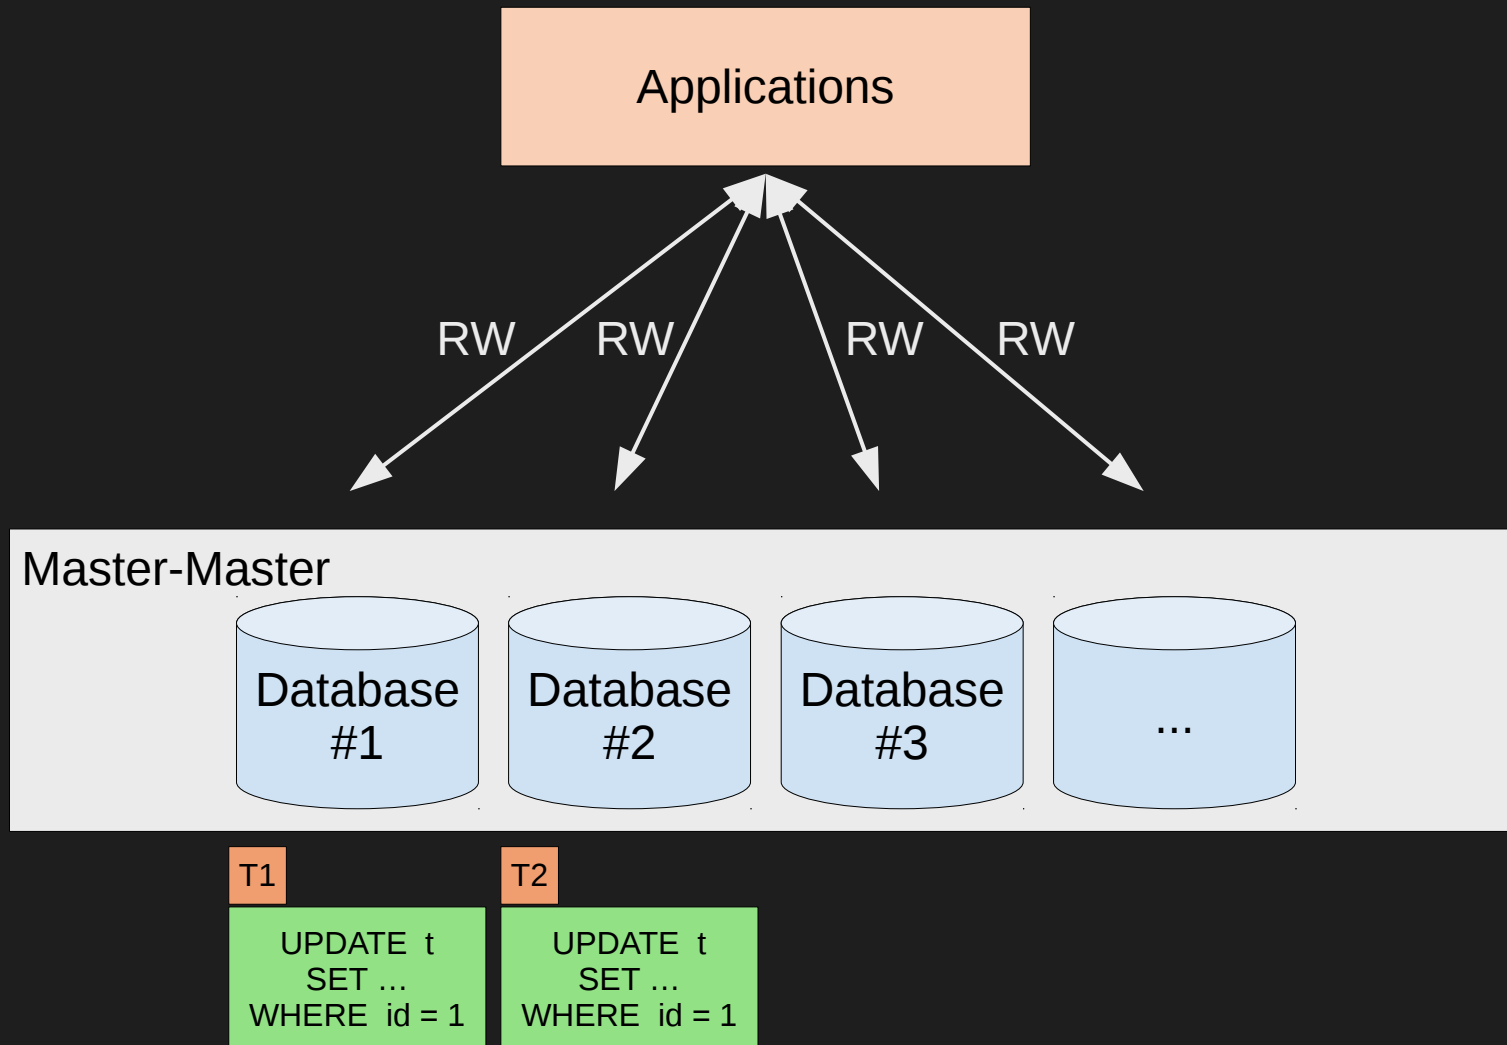 Applications
RW RW RW RW
Master-Master
Database
#1
Database
#2
Database
#3
...
T1
T2
UPDATE t
SET …
WHERE id = 1
UPDATE t
SET …
WHERE id = 1